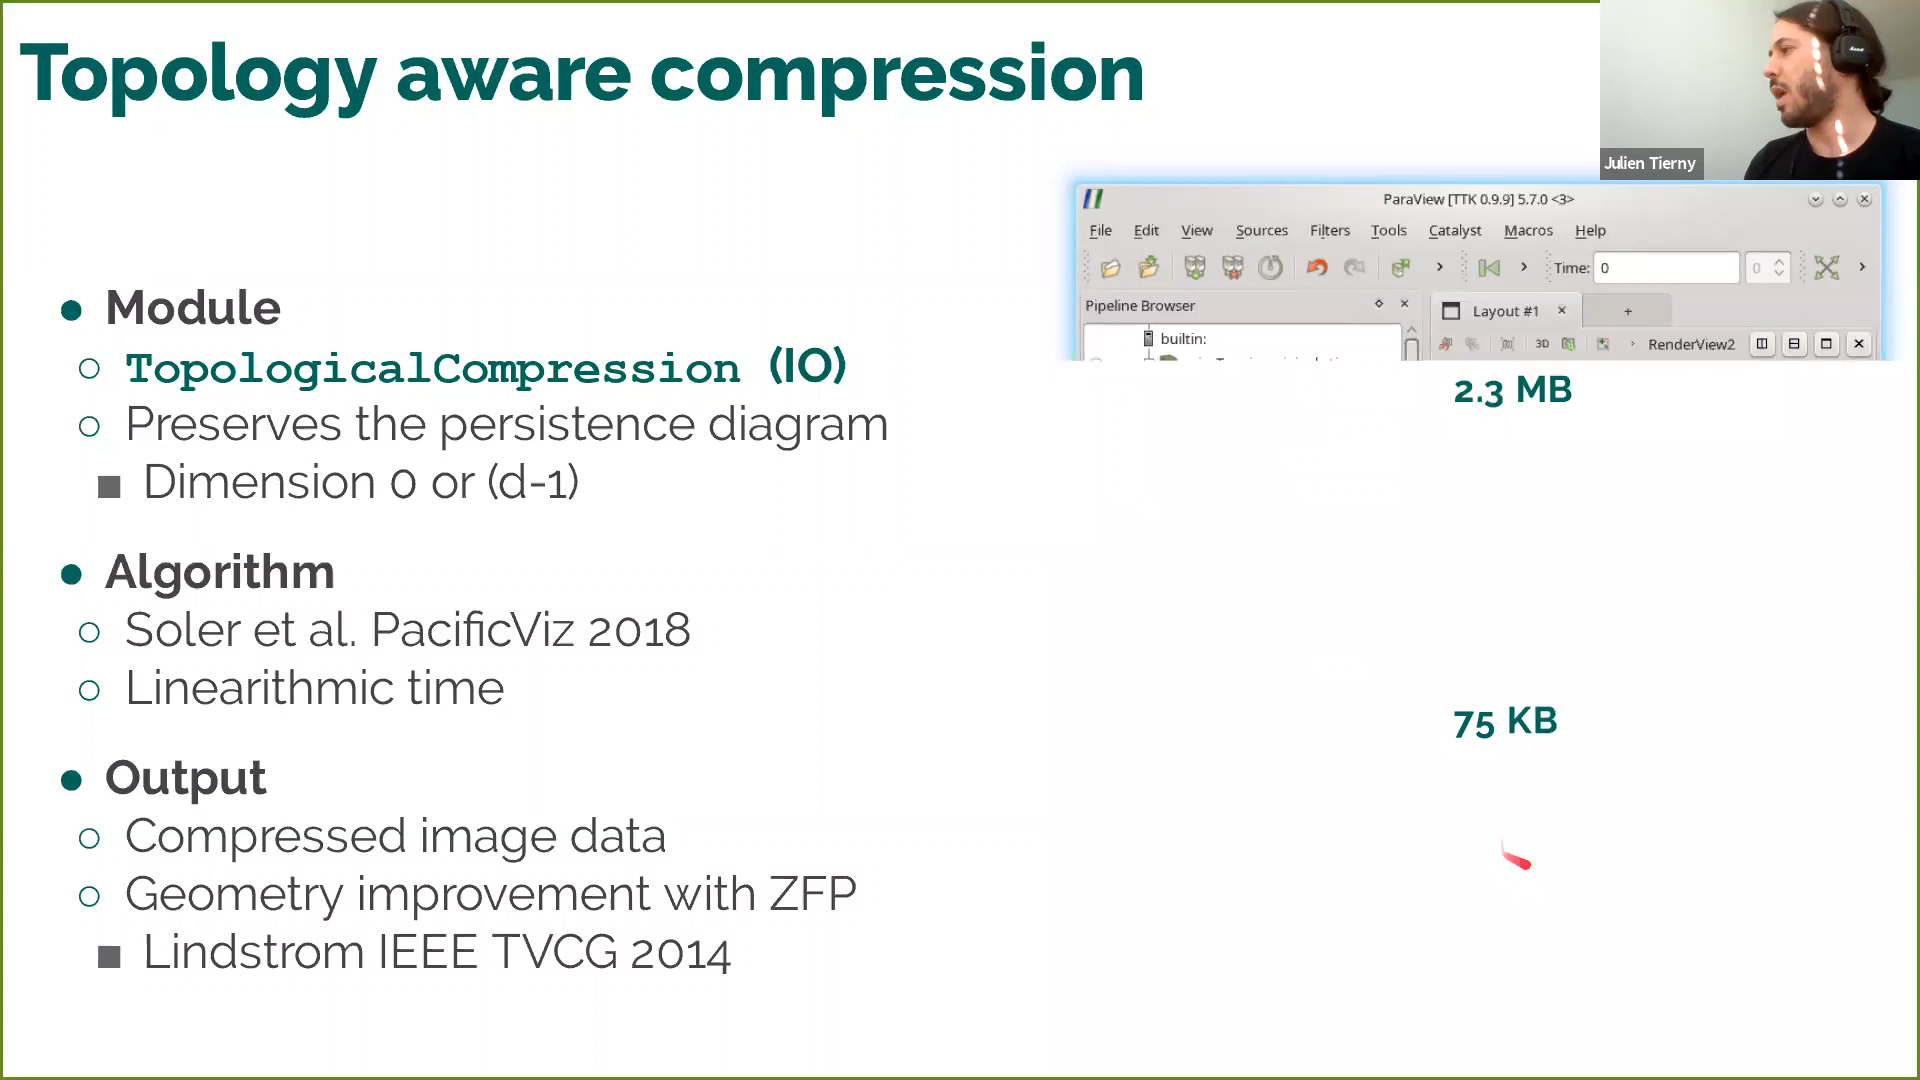 Topology aware compression
Julien Tierny
ParaView [TTK 0.9.9] 5.7.0 <3>
File Edit View Sources Filters Tools Catalyst Macros Help
Time: 0 0
Pipeline Browser
Layout #1 +
builtin:
3D RenderView2
2.3 MB
75 KB
● Module
○ TopologicalCompression (IO)
○ Preserves the persistence diagram
■ Dimension 0 or (d-1)
● Algorithm
○ Soler et al. PacificViz 2018
○ Linearithmic time
● Output
○ Compressed image data
○ Geometry improvement with ZFP
■ Lindstrom IEEE TVCG 2014